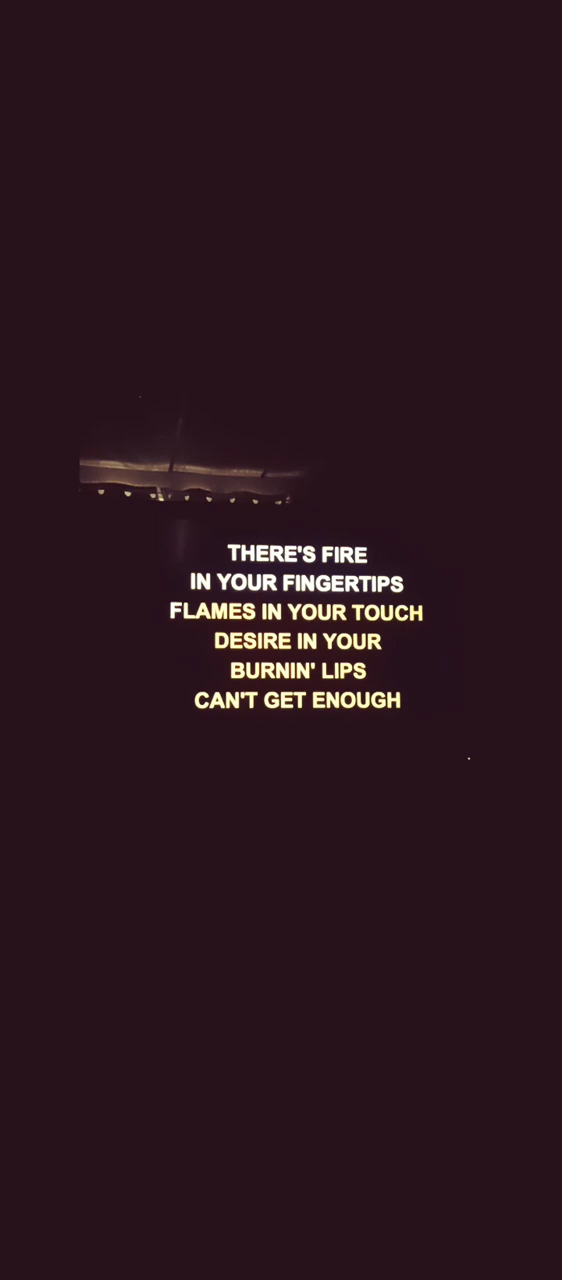 THERE'S FIRE
IN YOUR FINGERTIPS
FLAMES IN YOUR TOUCH
DESIRE IN YOUR
BURNIN' LIPS
CAN'T GET ENOUGH